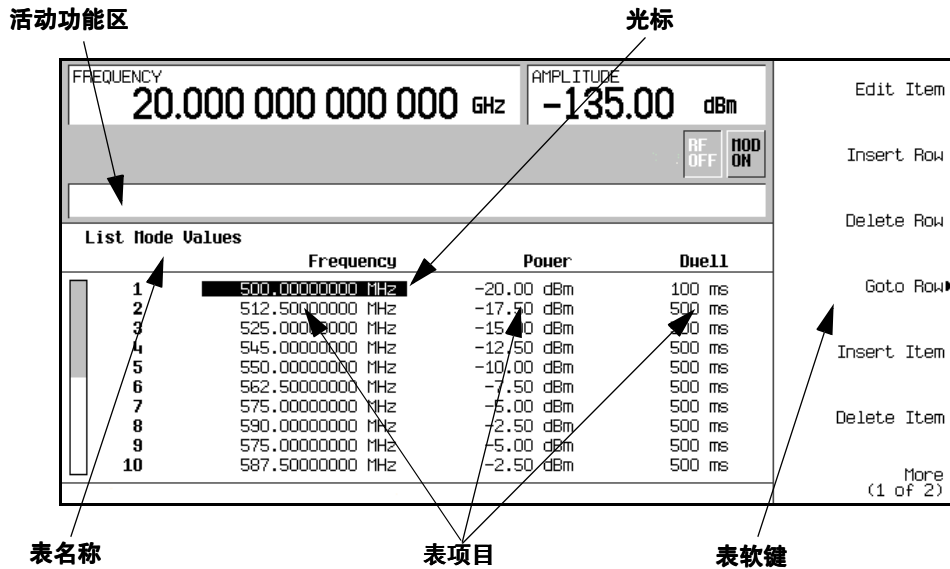 活动功能区
光标
FREQUENCY
20.000 000 000 000 GHz
AMPLITUDE
-135.00 dBm
RF OFF
MOD ON
List Mode Values
Frequency Power Dwell
1 500.00000000 MHz -20.00 dBm 100 ms
2 512.50000000 MHz -17.50 dBm 500 ms
3 525.00000000 MHz -15.00 dBm 500 ms
4 545.00000000 MHz -12.50 dBm 500 ms
5 550.00000000 MHz -10.00 dBm 500 ms
6 562.50000000 MHz -7.50 dBm 500 ms
7 575.00000000 MHz -5.00 dBm 500 ms
8 590.00000000 MHz -2.50 dBm 500 ms
9 575.00000000 MHz -5.00 dBm 500 ms
10 587.50000000 MHz -2.50 dBm 500 ms
Edit Item
Insert Row
Delete Row
Goto Row
Insert Item
Delete Item
More
(1 of 2)
表名称
表项目
表软键